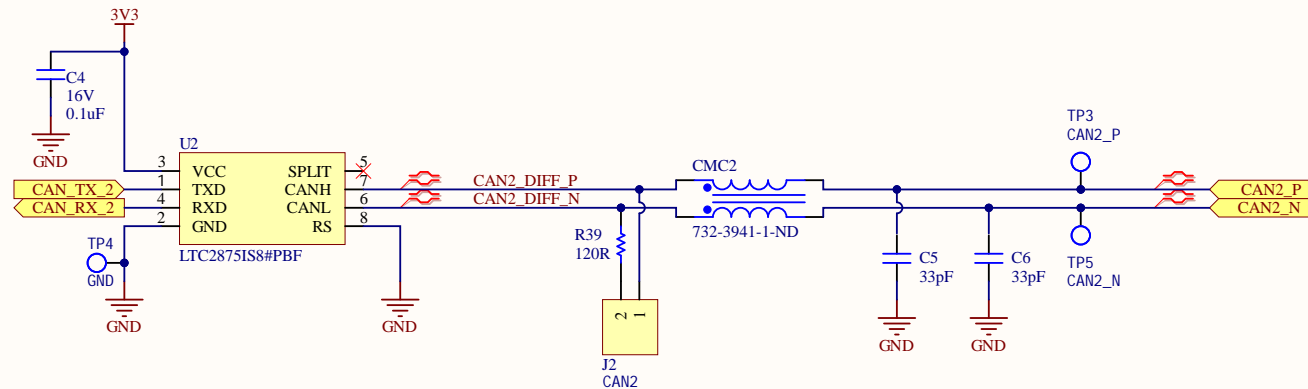 3V3
C4
16V
0.1uF
GND
U2
3 VCC SPLIT 5
1 TXD CANH 7
4 RXD CANL 6
2 GND RS 8
LTC2875IS8#PBF
CAN_TX_2
CAN_RX_2
TP4
GND
GND
GND
CAN2_DIFF_P
CAN2_DIFF_N
R39
120R
2 1
J2
CAN2
CMC2
732-3941-1-ND
C5
33pF
GND
C6
33pF
GND
TP3
CAN2_P
TP5
CAN2_N
CAN2_P
CAN2_N